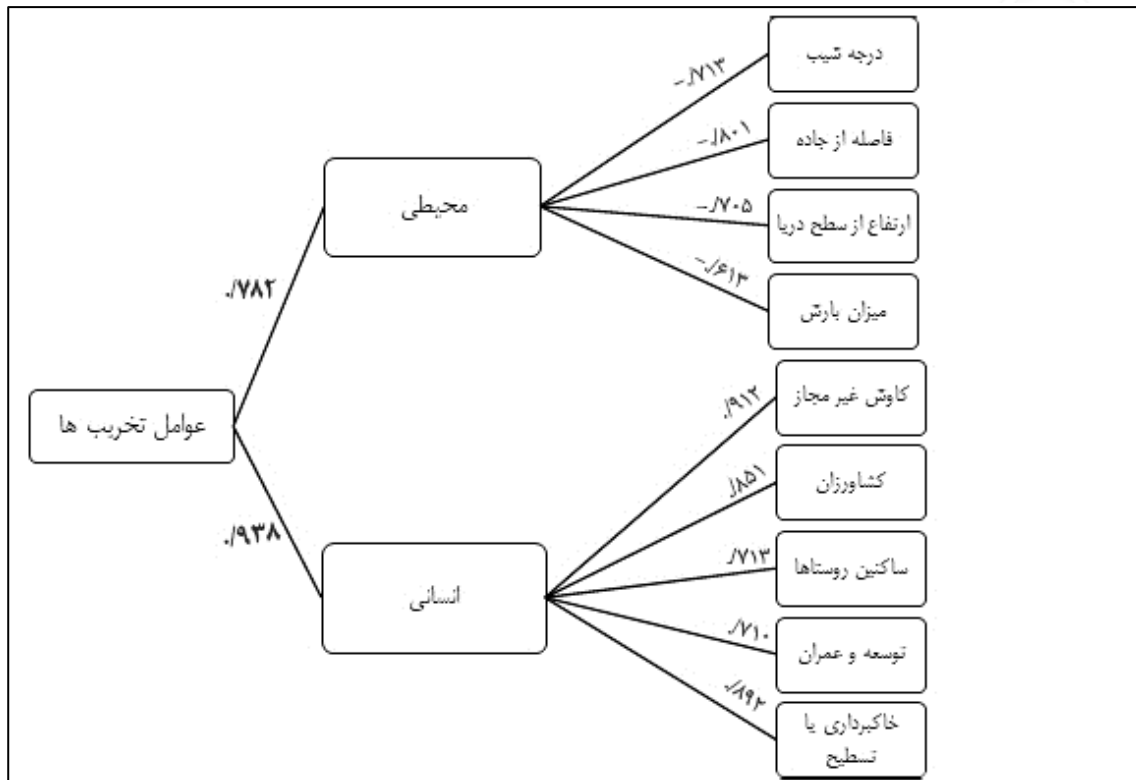 درجه شیب
-./۷۱۳
فاصله از جاده
-./۸۰۱
محیطی
ارتفاع از سطح دریا
-./۷۰۵
میزان بارش
-./۶۱۳
./۷۸۲
عوامل تخریب ها
./۹۳۸
کاوش غیر مجاز
./۹۱۲
کشاورزان
./۸۵۱
انسانی
ساکنین روستاها
./۷۱۳
توسعه و عمران
./۷۱۰
خاکبرداری یا
تسطیح
./۸۹۲